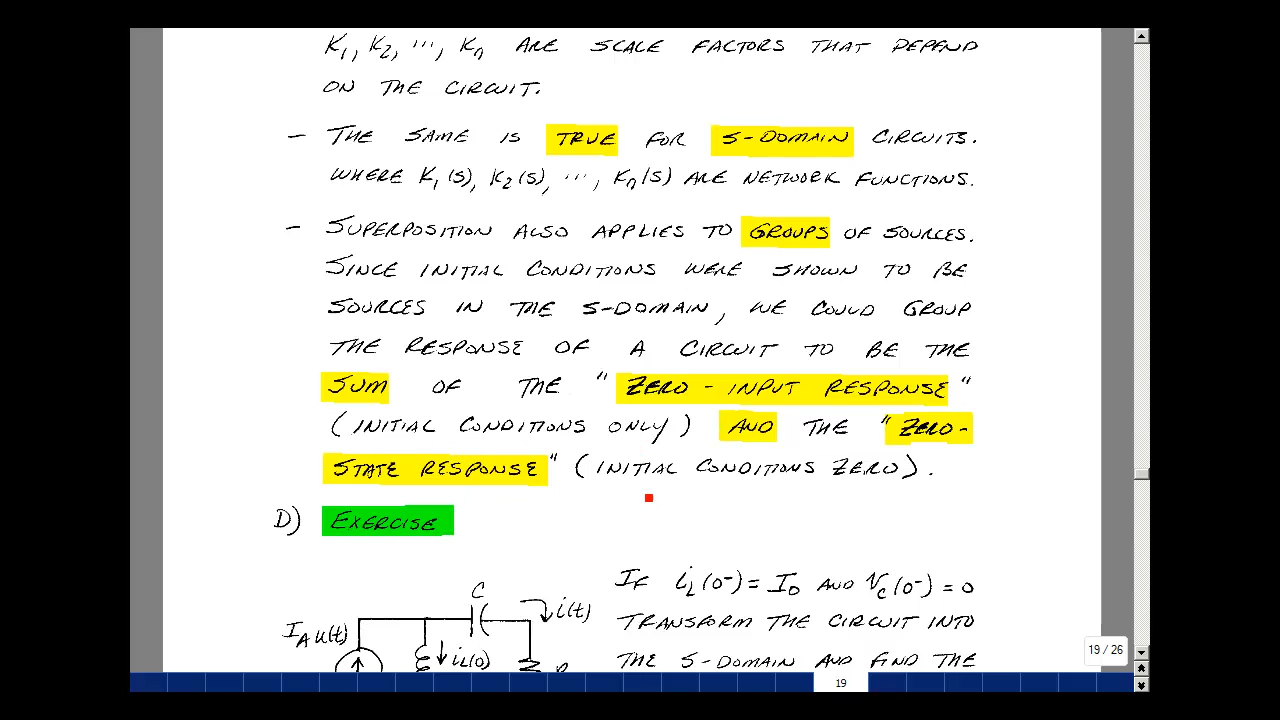 K1, K2, ..., Kn ARE SCALE FACTORS THAT DEPEND
ON THE CIRCUIT.
– THE SAME IS TRUE FOR S-DOMAIN CIRCUITS.
WHERE K1(S), K2(S), ..., Kn(S) ARE NETWORK FUNCTIONS.
– SUPERPOSITION ALSO APPLIES TO GROUPS OF SOURCES.
SINCE INITIAL CONDITIONS WERE SHOWN TO BE
SOURCES IN THE S-DOMAIN, WE COULD GROUP
THE RESPONSE OF A CIRCUIT TO BE THE
SUM OF THE "ZERO-INPUT RESPONSE"
(INITIAL CONDITIONS ONLY) AND THE "ZERO-
STATE RESPONSE" (INITIAL CONDITIONS ZERO).
D) EXERCISE
IF iL(0-) = I0 AND Vc(0-) = 0
TRANSFORM THE CIRCUIT INTO
THE S-DOMAIN AND FIND THE
C
i(t)
IA u(t)
iL(0)
19 / 26
19